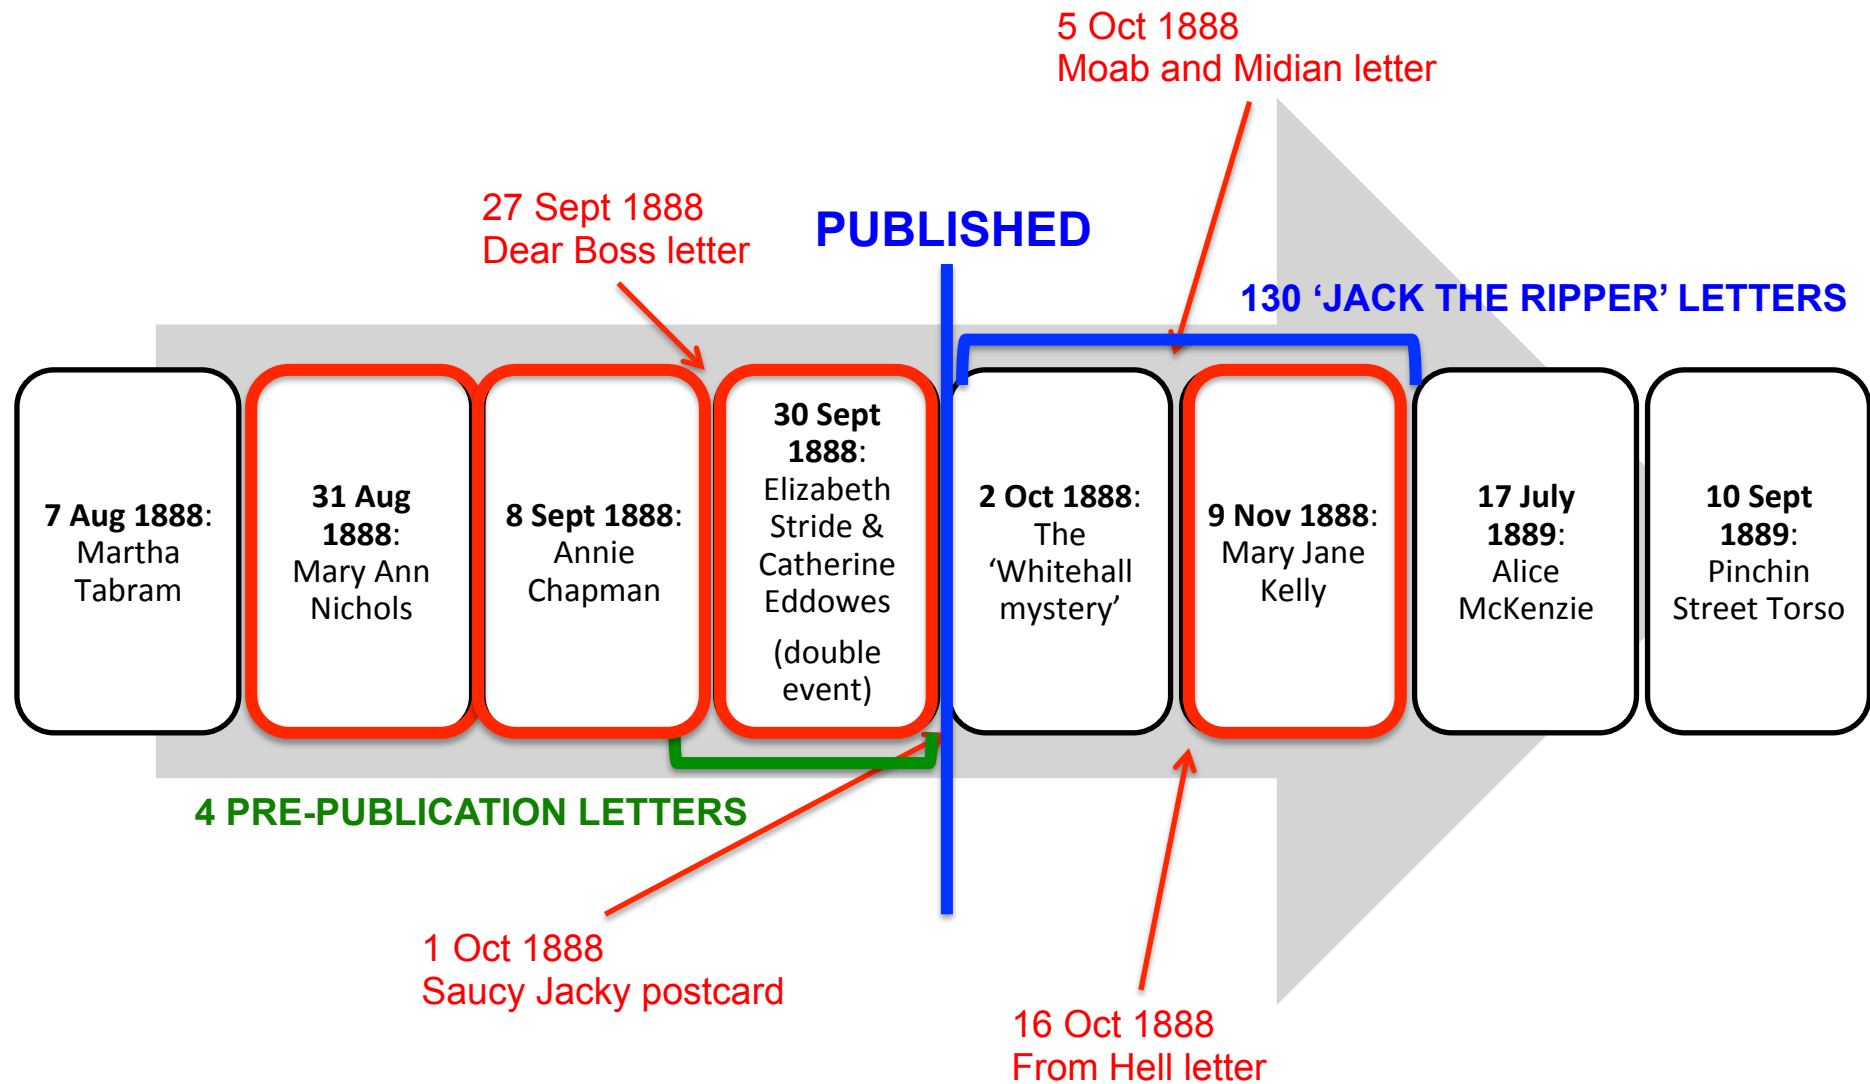 5 Oct 1888
Moab and Midian letter
27 Sept 1888
Dear Boss letter
PUBLISHED
130 ‘JACK THE RIPPER’ LETTERS
7 Aug 1888:
Martha
Tabram
31 Aug
1888:
Mary Ann
Nichols
8 Sept 1888:
Annie
Chapman
30 Sept
1888:
Elizabeth
Stride &
Catherine
Eddowes
(double
event)
2 Oct 1888:
The
‘Whitehall
mystery’
9 Nov 1888:
Mary Jane
Kelly
17 July
1889:
Alice
McKenzie
10 Sept
1889:
Pinchin
Street Torso
4 PRE-PUBLICATION LETTERS
1 Oct 1888
Saucy Jacky postcard
16 Oct 1888
From Hell letter